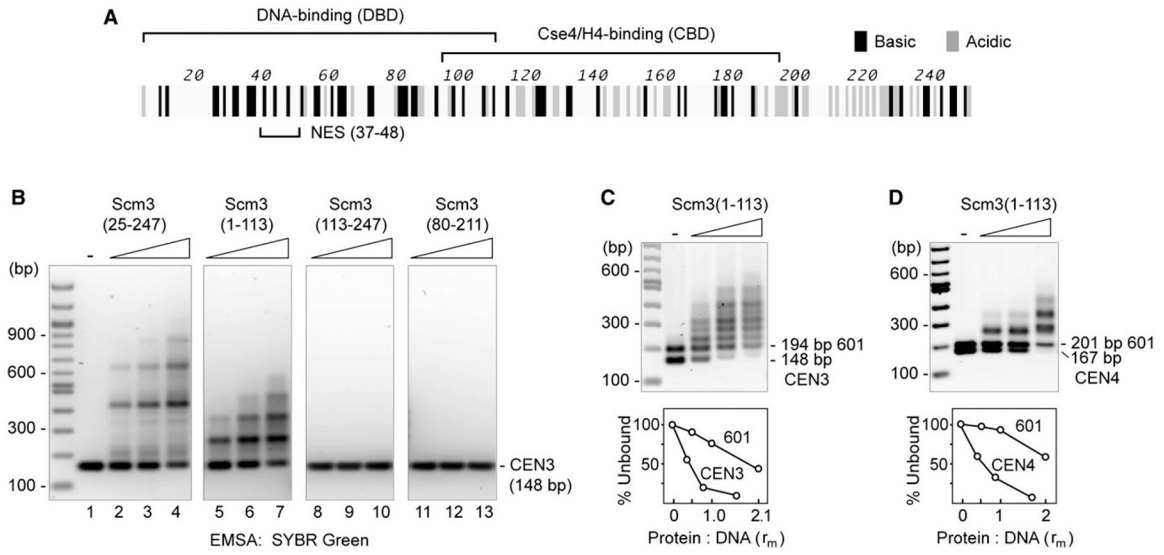 A
DNA-binding (DBD)
Cse4/H4-binding (CBD)
Basic
Acidic
20 40 60 80 100 120 140 160 180 200 220 240
NES (37-48)
B
Scm3
(25-247)
Scm3
(1-113)
Scm3
(113-247)
Scm3
(80-211)
(bp)
-
900 -
600 -
300 -
100 -
- CEN3
(148 bp)
1 2 3 4 5 6 7 8 9 10 11 12 13
EMSA: SYBR Green
C
Scm3(1-113)
(bp)
-
600 -
300 -
100 -
- 194 bp 601
- 148 bp
CEN3
% Unbound
100
50
601
CEN3
0 1.0 2.1
Protein : DNA (rm)
D
Scm3(1-113)
(bp)
-
600 -
300 -
100 -
- 201 bp 601
167 bp
CEN4
% Unbound
100
50
601
CEN4
0 1 2
Protein : DNA (rm)